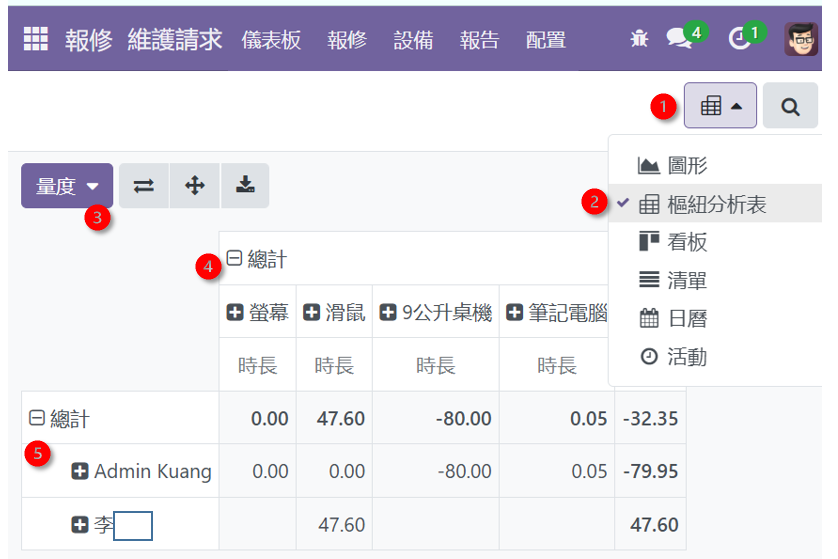 報修 維護請求 儀表板 報修 設備 報告 配置 4 1
1
圖形
量度 2 樞紐分析表
3 看板
4 總計 清單
螢幕 滑鼠 9公升桌機 筆記電腦 日曆
時長 時長 時長 時長 活動
總計 0.00 47.60 -80.00 0.05 -32.35
5 Admin Kuang 0.00 0.00 -80.00 0.05 -79.95
李 47.60 47.60